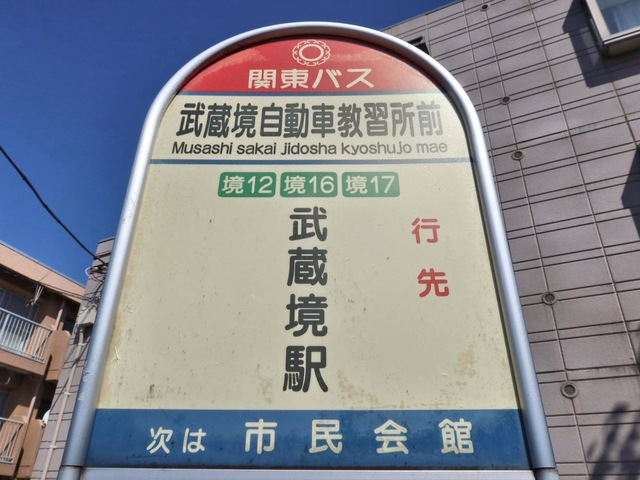 関東バス
武蔵境自動車教習所前
Musashi sakai jidosha kyoshujo mae
境12 境16 境17
行先
武蔵境駅
次は 市民会館